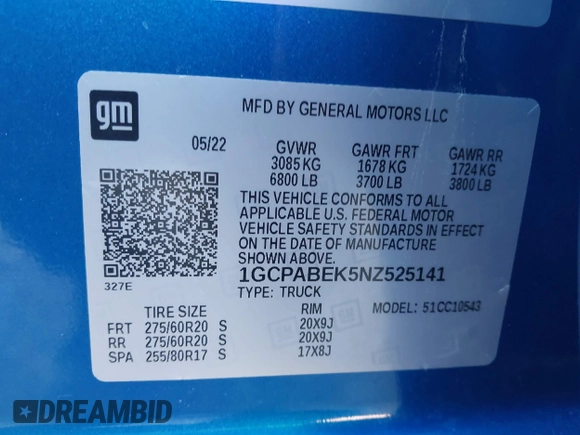 gm
MFD BY GENERAL MOTORS LLC
05/22 GVWR GAWR FRT GAWR RR
3085 KG 1678 KG 1724 KG
6800 LB 3700 LB 3800 LB
THIS VEHICLE CONFORMS TO ALL
APPLICABLE U.S. FEDERAL MOTOR
VEHICLE SAFETY STANDARDS IN EFFECT
ON THE DATE OF MANUFACTURE
SHOWN ABOVE.
327E
1GCPABEK5NZ525141
TYPE: TRUCK
MODEL: 51CC10543
TIRE SIZE RIM
FRT 275/60R20 S 20X9J
RR 275/60R20 S 20X9J
SPA 255/80R17 S 17X8J
DREAMBID